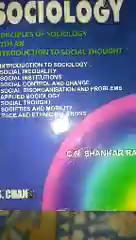 SOCIOLOGY
PRINCIPLES OF SOCIOLOGY
WITH AN
INTRODUCTION TO SOCIAL THOUGHT
INTRODUCTION TO SOCIOLOGY
SOCIAL INEQUALITY
SOCIAL INSTITUTIONS
SOCIAL CONTROL AND CHANGE
SOCIAL DISORGANISATION AND PROBLEMS
APPLIED SOCIOLOGY
SOCIAL THOUGHT
SOCIETIES AND MOBILITY
RACE AND ETHNIC RELATIONS
C.N. SHANKAR RA
S. CHAN